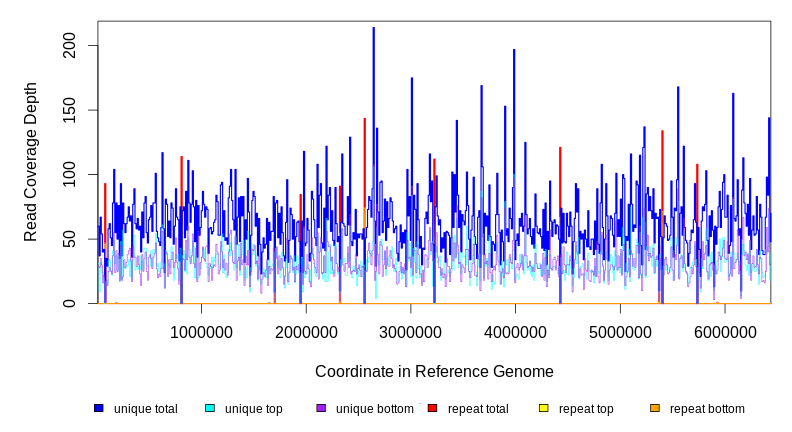 Read Coverage Depth
200
150
100
50
0
1000000 2000000 3000000 4000000 5000000 6000000
Coordinate in Reference Genome
unique total unique top unique bottom repeat total repeat top repeat bottom